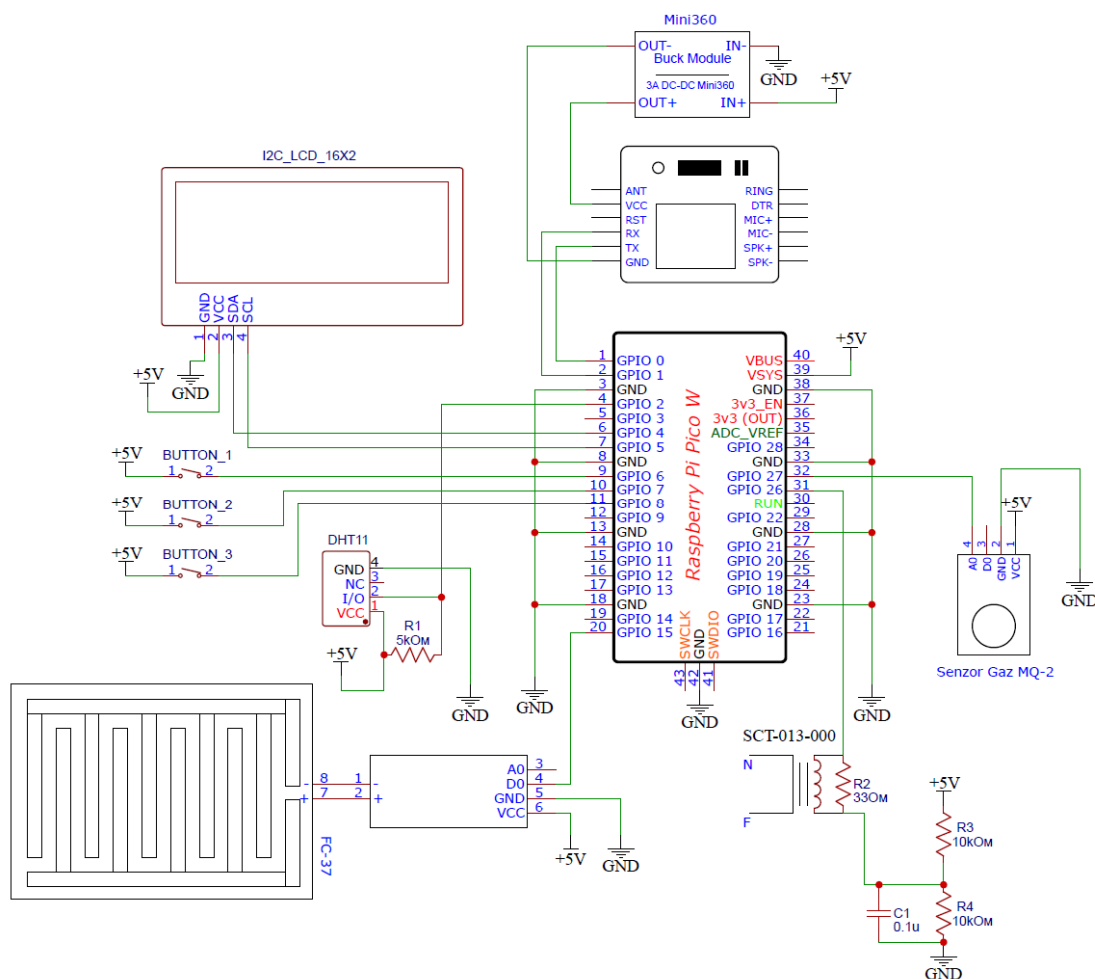 Mini360
OUT-
IN-
Buck Module
3A DC-DC Mini360
OUT+
IN+
GND
+5V
I2C_LCD_16X2
GND
VCC
SDA
SCL
1
2
3
4
+5V
GND
ANT
VCC
RST
RX
TX
GND
RING
DTR
MIC+
MIC-
SPK+
SPK-
Raspberry Pi Pico W
1 GPIO 0
2 GPIO 1
3 GND
4 GPIO 2
5 GPIO 3
6 GPIO 4
7 GPIO 5
8 GND
9 GPIO 6
10 GPIO 7
11 GPIO 8
12 GPIO 9
13 GND
14 GPIO 10
15 GPIO 11
16 GPIO 12
17 GPIO 13
18 GND
19 GPIO 14
20 GPIO 15
VBUS 40
VSYS 39
GND 38
3v3_EN 37
3v3 (OUT) 36
ADC_VREF 35
GPIO 28 34
GND 33
GPIO 27 32
GPIO 26 31
RUN 30
GPIO 22 29
GND 28
GPIO 21 27
GPIO 20 26
GPIO 19 25
GPIO 18 24
GND 23
GPIO 17 22
GPIO 16 21
SWCLK
GND
SWDIO
43
42
41
GND
GND
GND
+5V
+5V
BUTTON_1
1 2
+5V
BUTTON_2
1 2
+5V
BUTTON_3
1 2
DHT11
GND 4
NC 3
I/O 2
VCC 1
R1
5kОм
+5V
GND
4
3
2
1
A0
D0
GND
VCC
+5V
GND
Senzor Gaz MQ-2
FC-37
- 8 1 -
+ 7 2 +
A0 3
D0 4
GND 5
VCC 6
+5V
GND
SCT-013-000
N
F
R2
33Ом
+5V
R3
10kОм
R4
10kОм
C1
0.1u
GND